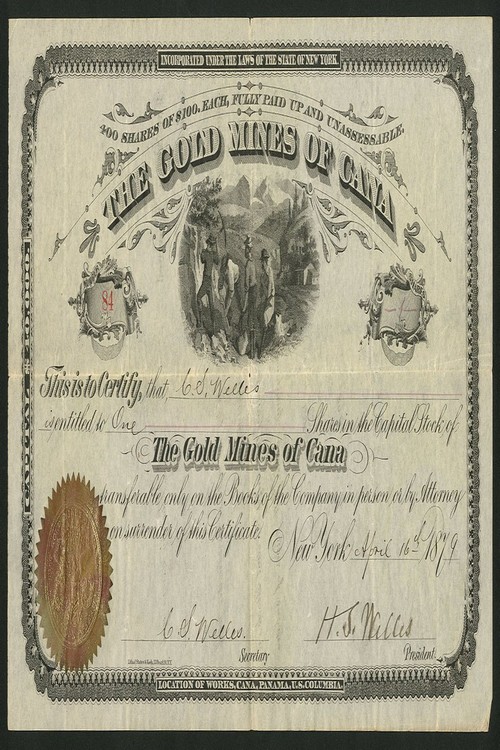 INCORPORATED UNDER THE LAWS OF THE STATE OF NEW YORK.
400 SHARES OF $100. EACH, FULLY PAID UP AND UNASSESSABLE.
THE GOLD MINES OF CANA
84
This is to Certify, that C. S. Welles
is entitled to One Shares in the Capital Stock of
The Gold Mines of Cana
transferable only on the Books of the Company in person or by Attorney
on surrender of this Certificate.
New York April 16th 1879
C. S. Welles. H. S. Welles
Secretary President.
LOCATION OF WORKS, CANA, PANAMA, U.S. COLUMBIA.